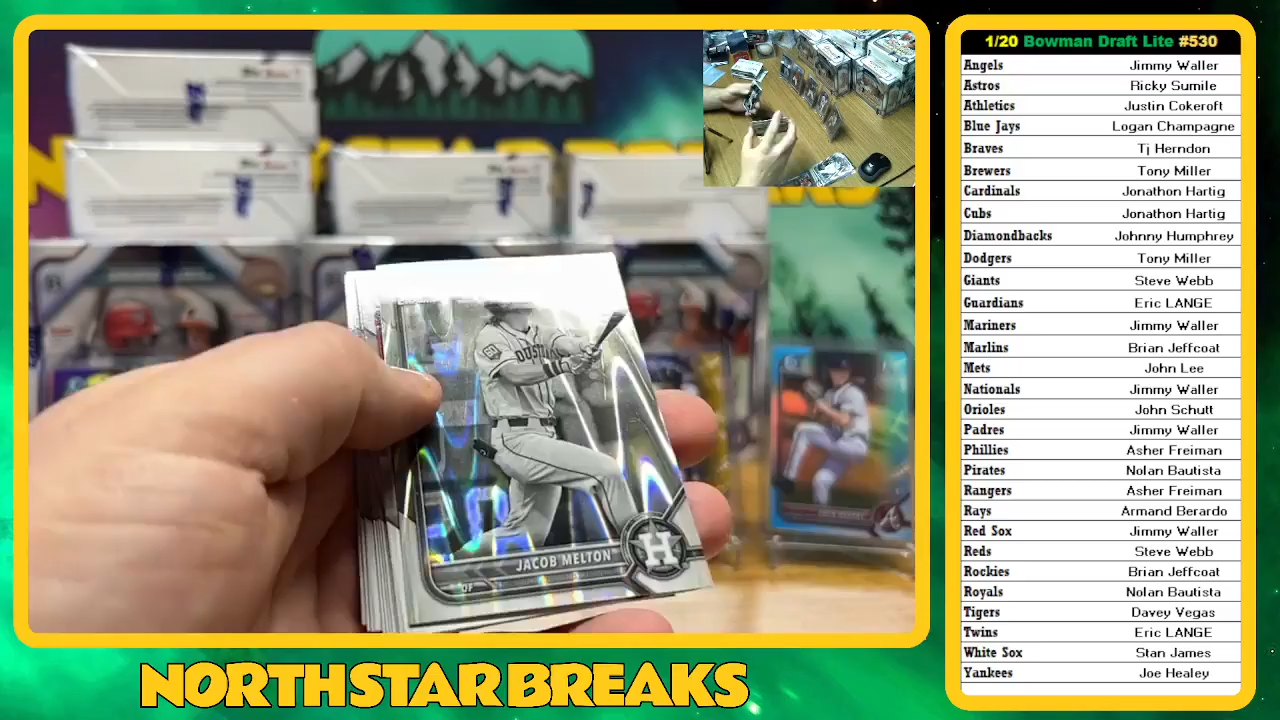 1/20 Bowman Draft Lite #530
Angels Jimmy Waller
Astros Ricky Sumile
Athletics Justin Cokeroft
Blue Jays Logan Champagne
Braves Tj Herndon
Brewers Tony Miller
Cardinals Jonathon Hartig
Cubs Jonathon Hartig
Diamondbacks Johnny Humphrey
Dodgers Tony Miller
Giants Steve Webb
Guardians Eric LANGE
Mariners Jimmy Waller
Marlins Brian Jeffcoat
Mets John Lee
Nationals Jimmy Waller
Orioles John Schutt
Padres Jimmy Waller
Phillies Asher Freiman
Pirates Nolan Bautista
Rangers Asher Freiman
Rays Armand Berardo
Red Sox Jimmy Waller
Reds Steve Webb
Rockies Brian Jeffcoat
Royals Nolan Bautista
Tigers Davey Vegas
Twins Eric LANGE
White Sox Stan James
Yankees Joe Healey
OUST
JACOB MELTON
OF
H
NORTHSTAR BREAKS